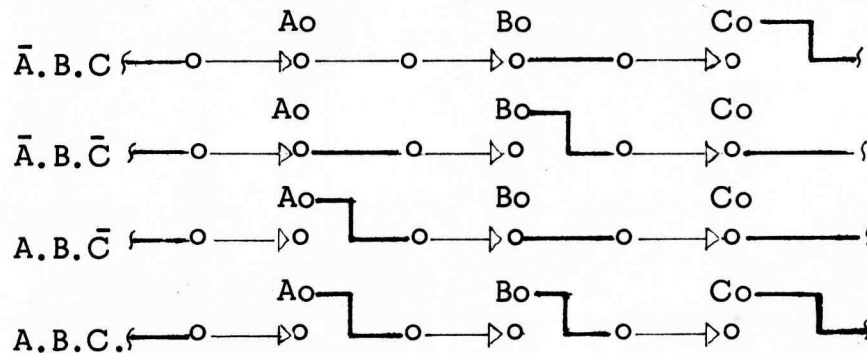 Ao Bo Co
Ā.B.C
Ao Bo Co
Ā.B.C̄
Ao Bo Co
A.B.C̄
Ao Bo Co
A.B.C.